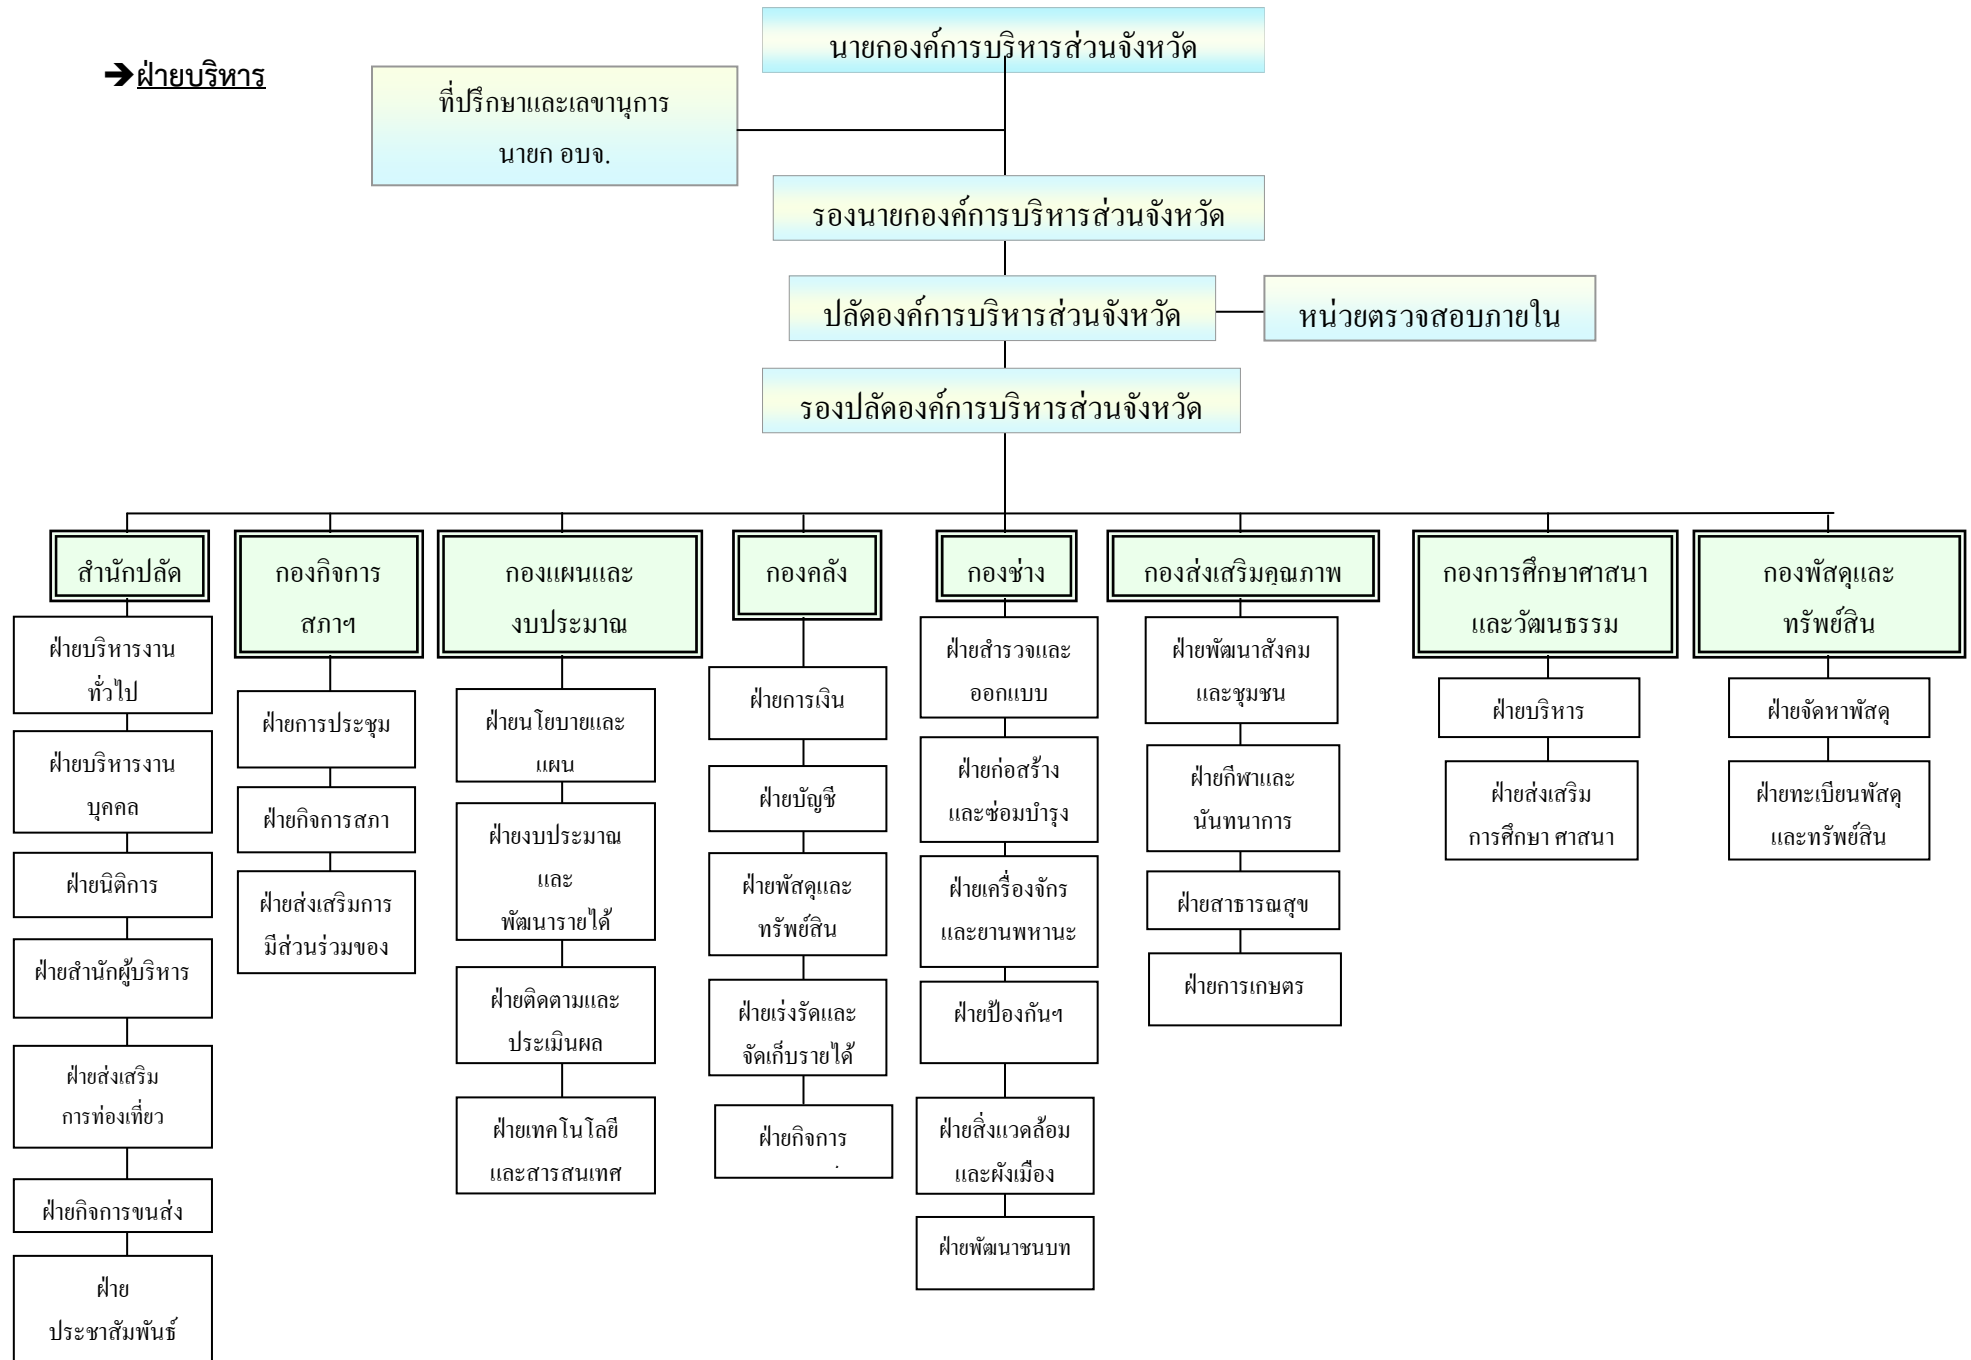 นายกองค์การบริหารส่วนจังหวัด
➔ฝ่ายบริหาร
ที่ปรึกษาและเลขานุการ
นายก อบจ.
รองนายกองค์การบริหารส่วนจังหวัด
ปลัดองค์การบริหารส่วนจังหวัด
หน่วยตรวจสอบภายใน
รองปลัดองค์การบริหารส่วนจังหวัด
สำนักปลัด
ฝ่ายบริหารงาน
ทั่วไป
ฝ่ายบริหารงาน
บุคคล
ฝ่ายนิติการ
ฝ่ายสำนักผู้บริหาร
ฝ่ายส่งเสริม
การท่องเที่ยว
ฝ่ายกิจการขนส่ง
ฝ่าย
ประชาสัมพันธ์
กองกิจการ
สภาฯ
ฝ่ายการประชุม
ฝ่ายกิจการสภา
ฝ่ายส่งเสริมการ
มีส่วนร่วมของ
กองแผนและ
งบประมาณ
ฝ่ายนโยบายและ
แผน
ฝ่ายงบประมาณ
และ
พัฒนารายได้
ฝ่ายติดตามและ
ประเมินผล
ฝ่ายเทคโนโลยี
และสารสนเทศ
กองคลัง
ฝ่ายการเงิน
ฝ่ายบัญชี
ฝ่ายพัสดุและ
ทรัพย์สิน
ฝ่ายเร่งรัดและ
จัดเก็บรายได้
ฝ่ายกิจการ
กองช่าง
ฝ่ายสำรวจและ
ออกแบบ
ฝ่ายก่อสร้าง
และซ่อมบำรุง
ฝ่ายเครื่องจักร
และยานพหานะ
ฝ่ายป้องกันฯ
ฝ่ายสิ่งแวดล้อม
และผังเมือง
ฝ่ายพัฒนาชนบท
กองส่งเสริมคุณภาพ
ฝ่ายพัฒนาสังคม
และชุมชน
ฝ่ายกีฬาและ
นันทนาการ
ฝ่ายสาธารณสุข
ฝ่ายการเกษตร
กองการศึกษาศาสนา
และวัฒนธรรม
ฝ่ายบริหาร
ฝ่ายส่งเสริม
การศึกษา ศาสนา
กองพัสดุและ
ทรัพย์สิน
ฝ่ายจัดหาพัสดุ
ฝ่ายทะเบียนพัสดุ
และทรัพย์สิน